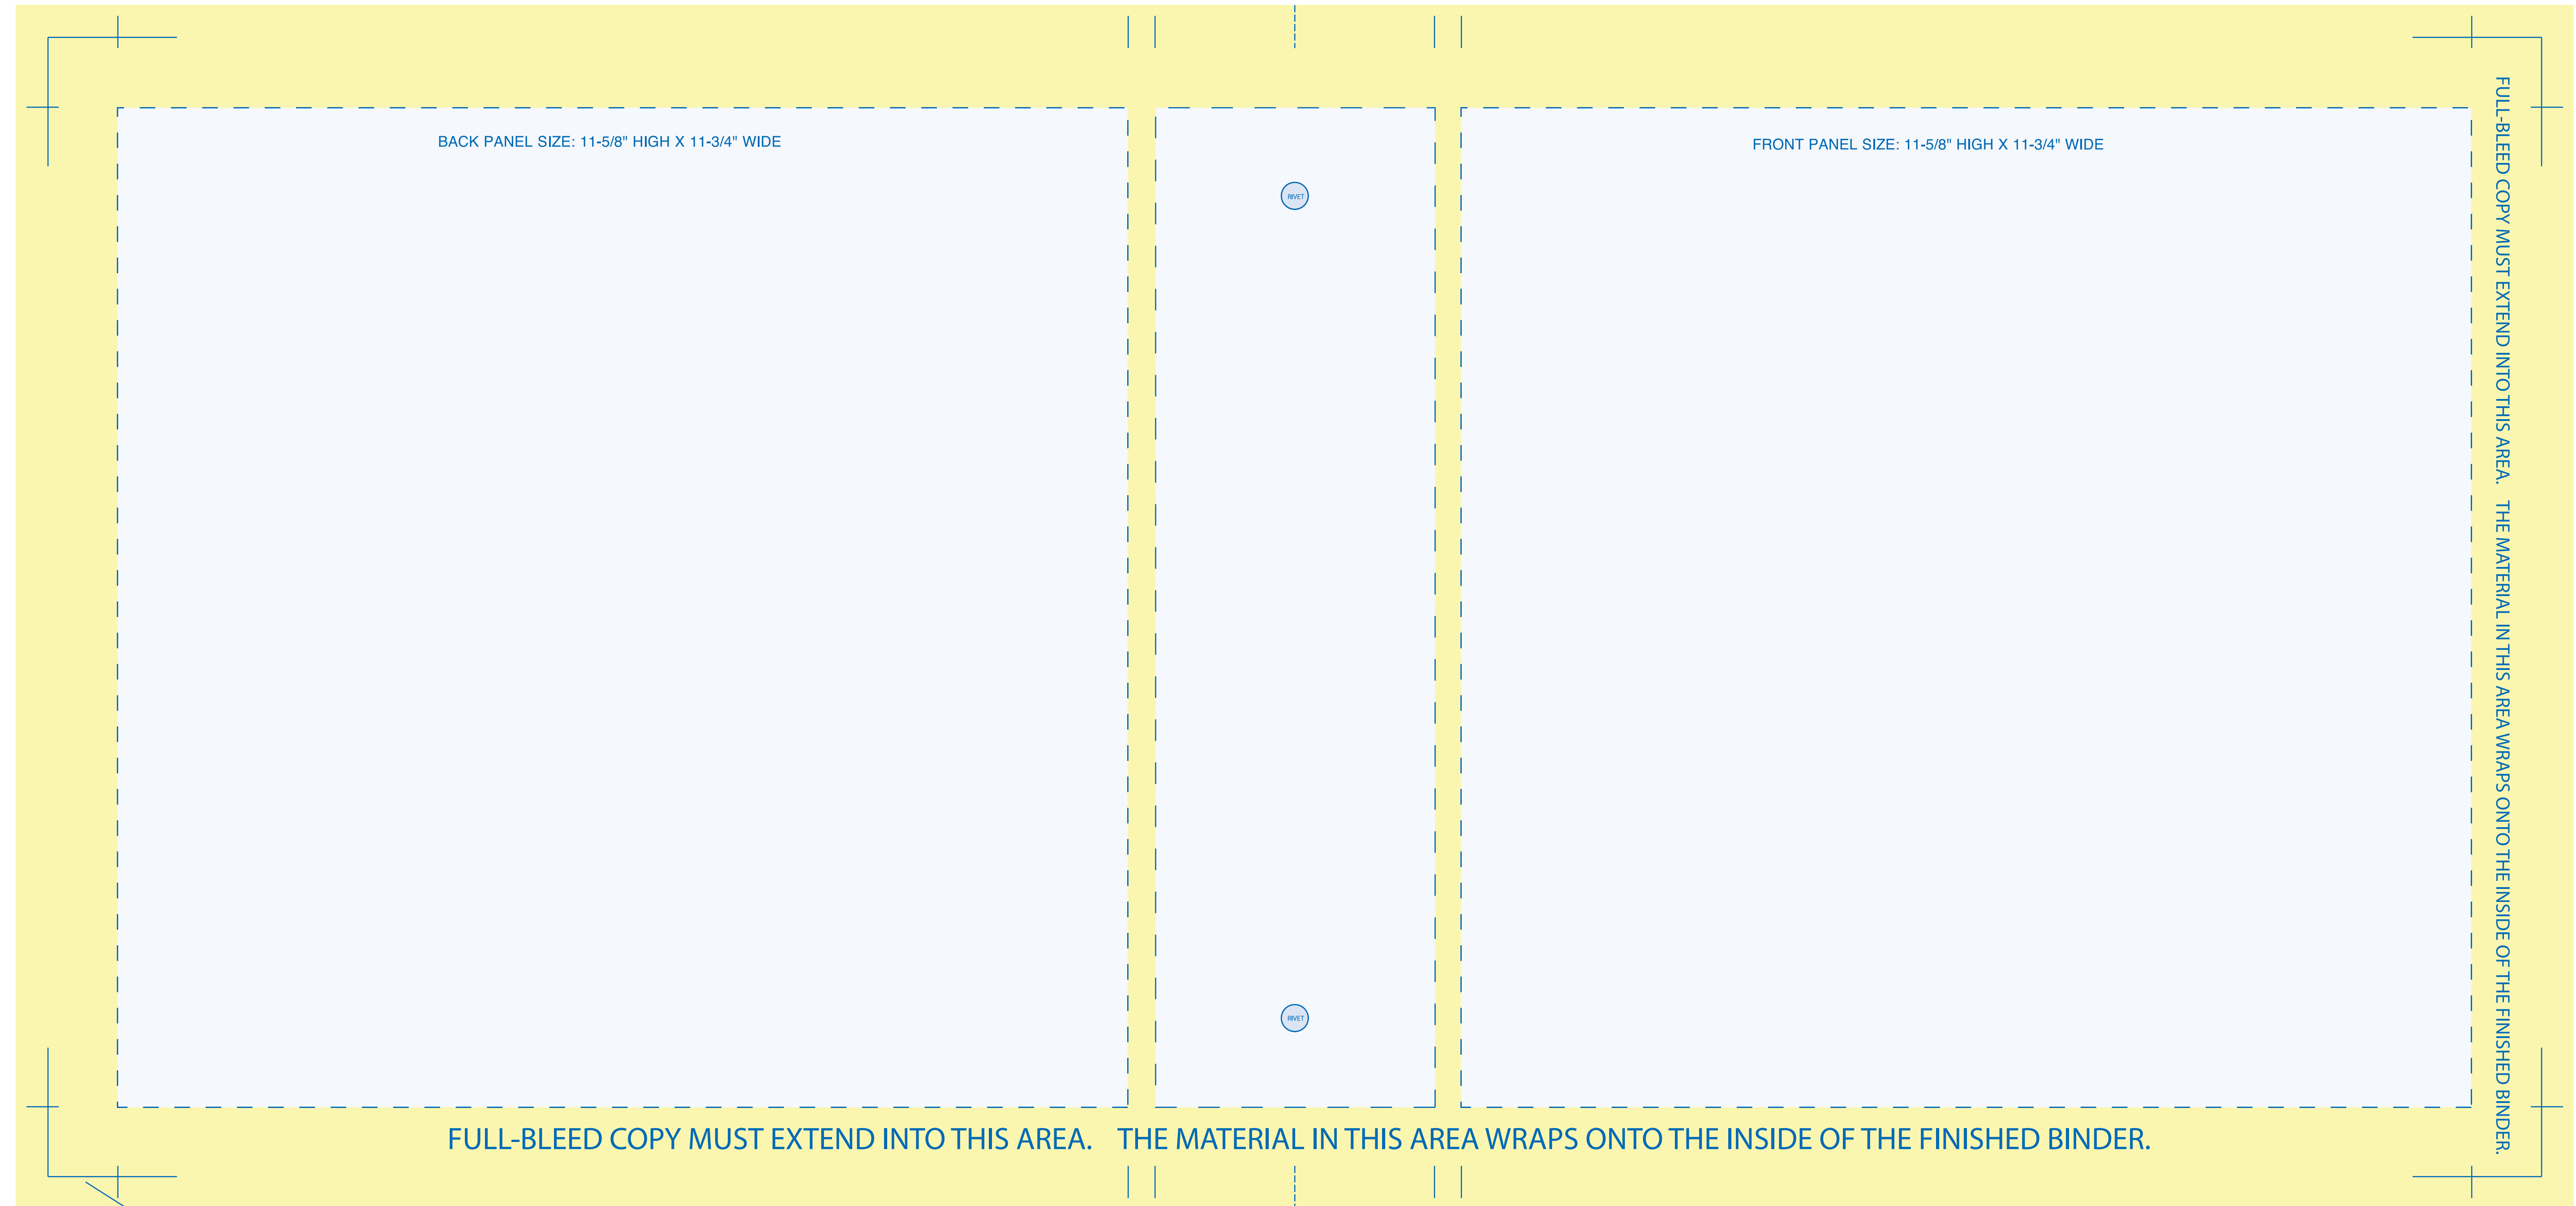 BACK PANEL SIZE: 11-5/8" HIGH X 11-3/4" WIDE
RIVET
FRONT PANEL SIZE: 11-5/8" HIGH X 11-3/4" WIDE
FULL-BLEED COPY MUST EXTEND INTO THIS AREA. THE MATERIAL IN THIS AREA WRAPS ONTO THE INSIDE OF THE FINISHED BINDER.
RIVET
FULL-BLEED COPY MUST EXTEND INTO THIS AREA. THE MATERIAL IN THIS AREA WRAPS ONTO THE INSIDE OF THE FINISHED BINDER.